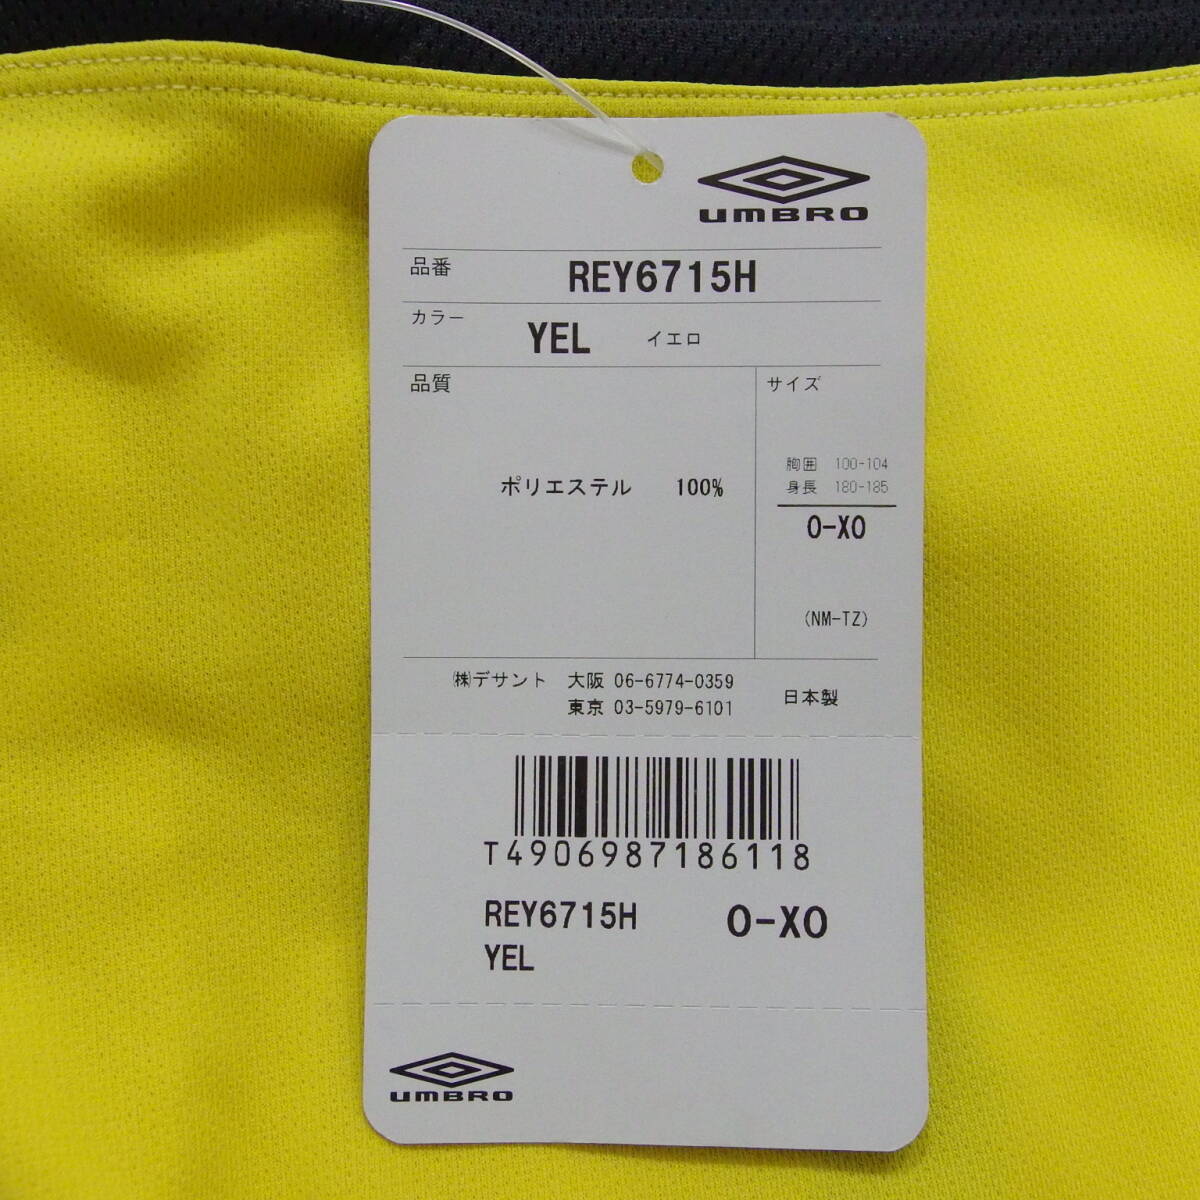 UMBRO
品番 REY6715H
カラー YEL イエロ
品質 サイズ
ポリエステル 100%
胸囲 100-104
身長 180-185
O-XO
(NM-TZ)
㈱デサント 大阪 06-6774-0359
東京 03-5979-6101
日本製
T4906987186118
REY6715H O-XO
YEL
UMBRO